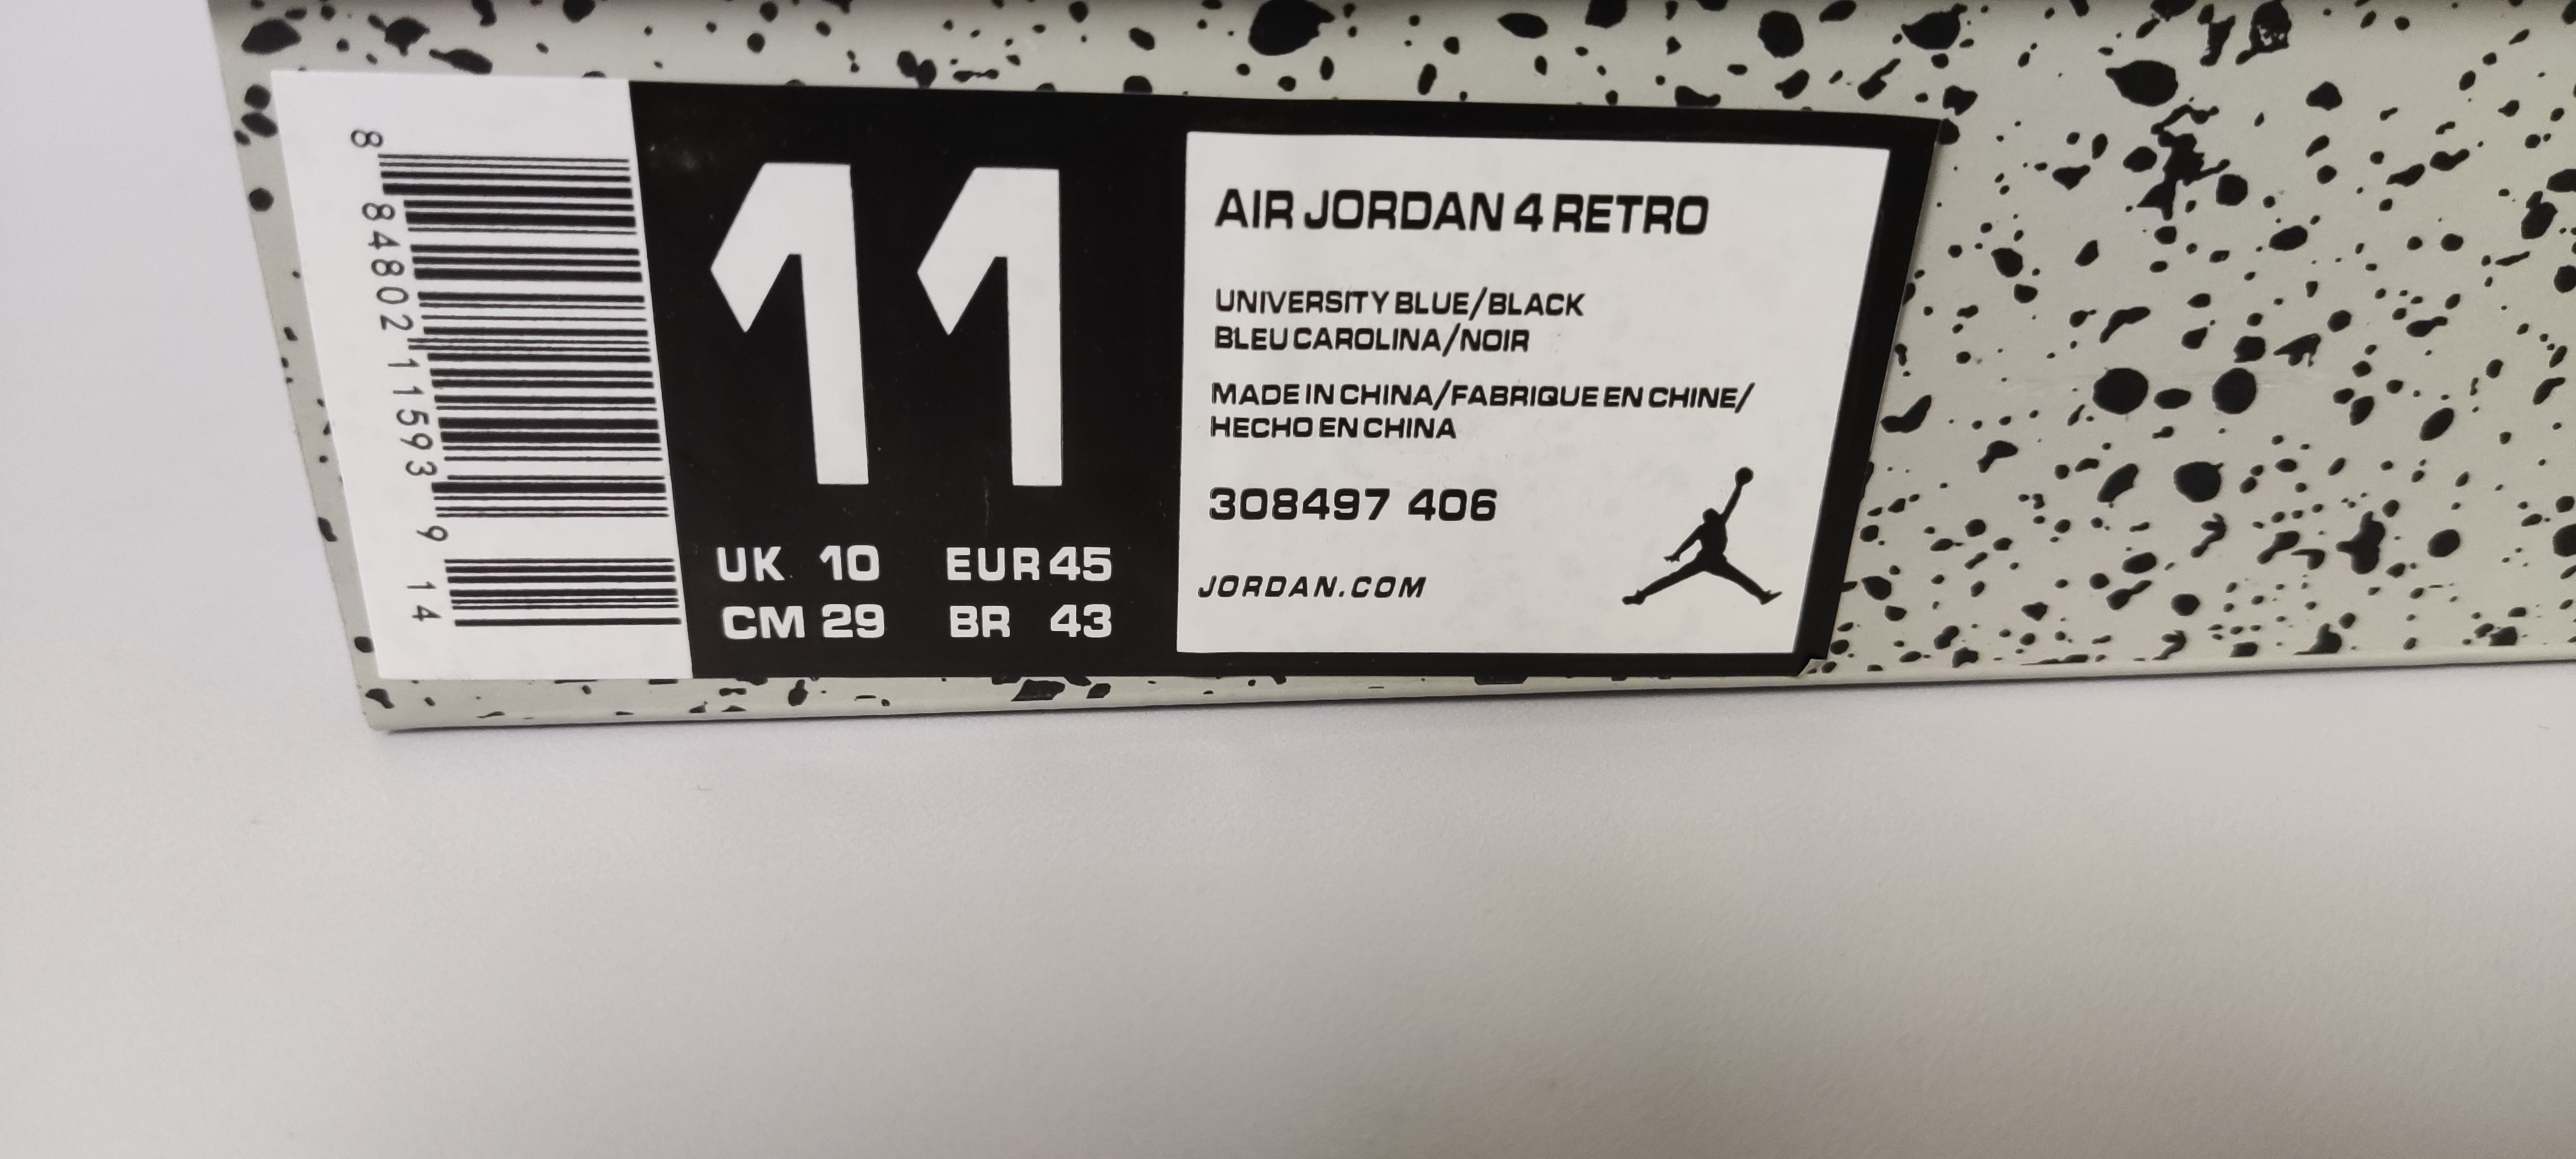 8 84802 11593 9 14
11
UK 10 EUR 45
CM 29 BR 43
AIR JORDAN 4 RETRO
UNIVERSITY BLUE/BLACK
BLEU CAROLINA/NOIR
MADE IN CHINA/FABRIQUE EN CHINE/
HECHO EN CHINA
308497 406
JORDAN.COM